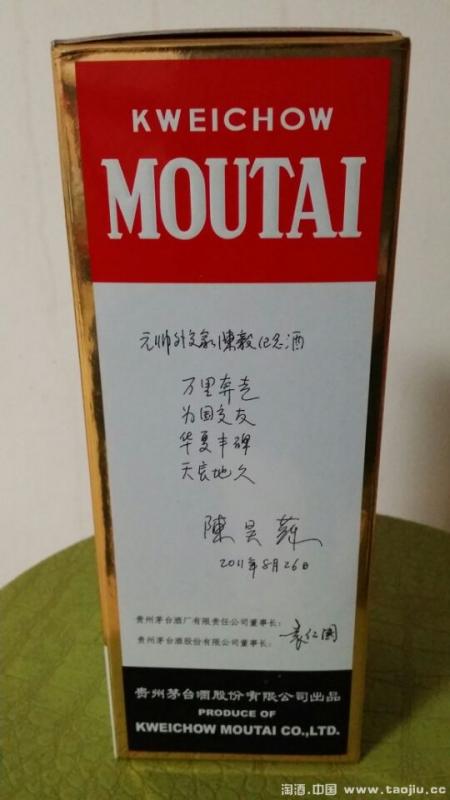 KWEICHOW
MOUTAI
元帅外交家陳毅纪念酒
万里奔走
为国交友
华夏丰碑
天长地久
陳昊蘇
2011年8月26日
贵州茅台酒厂有限责任公司董事长：
贵州茅台酒股份有限公司董事长：
袁仁国
贵州茅台酒股份有限公司出品
PRODUCE OF
KWEICHOW MOUTAI CO.,LTD.
淘酒.中国 www.taojiu.cc